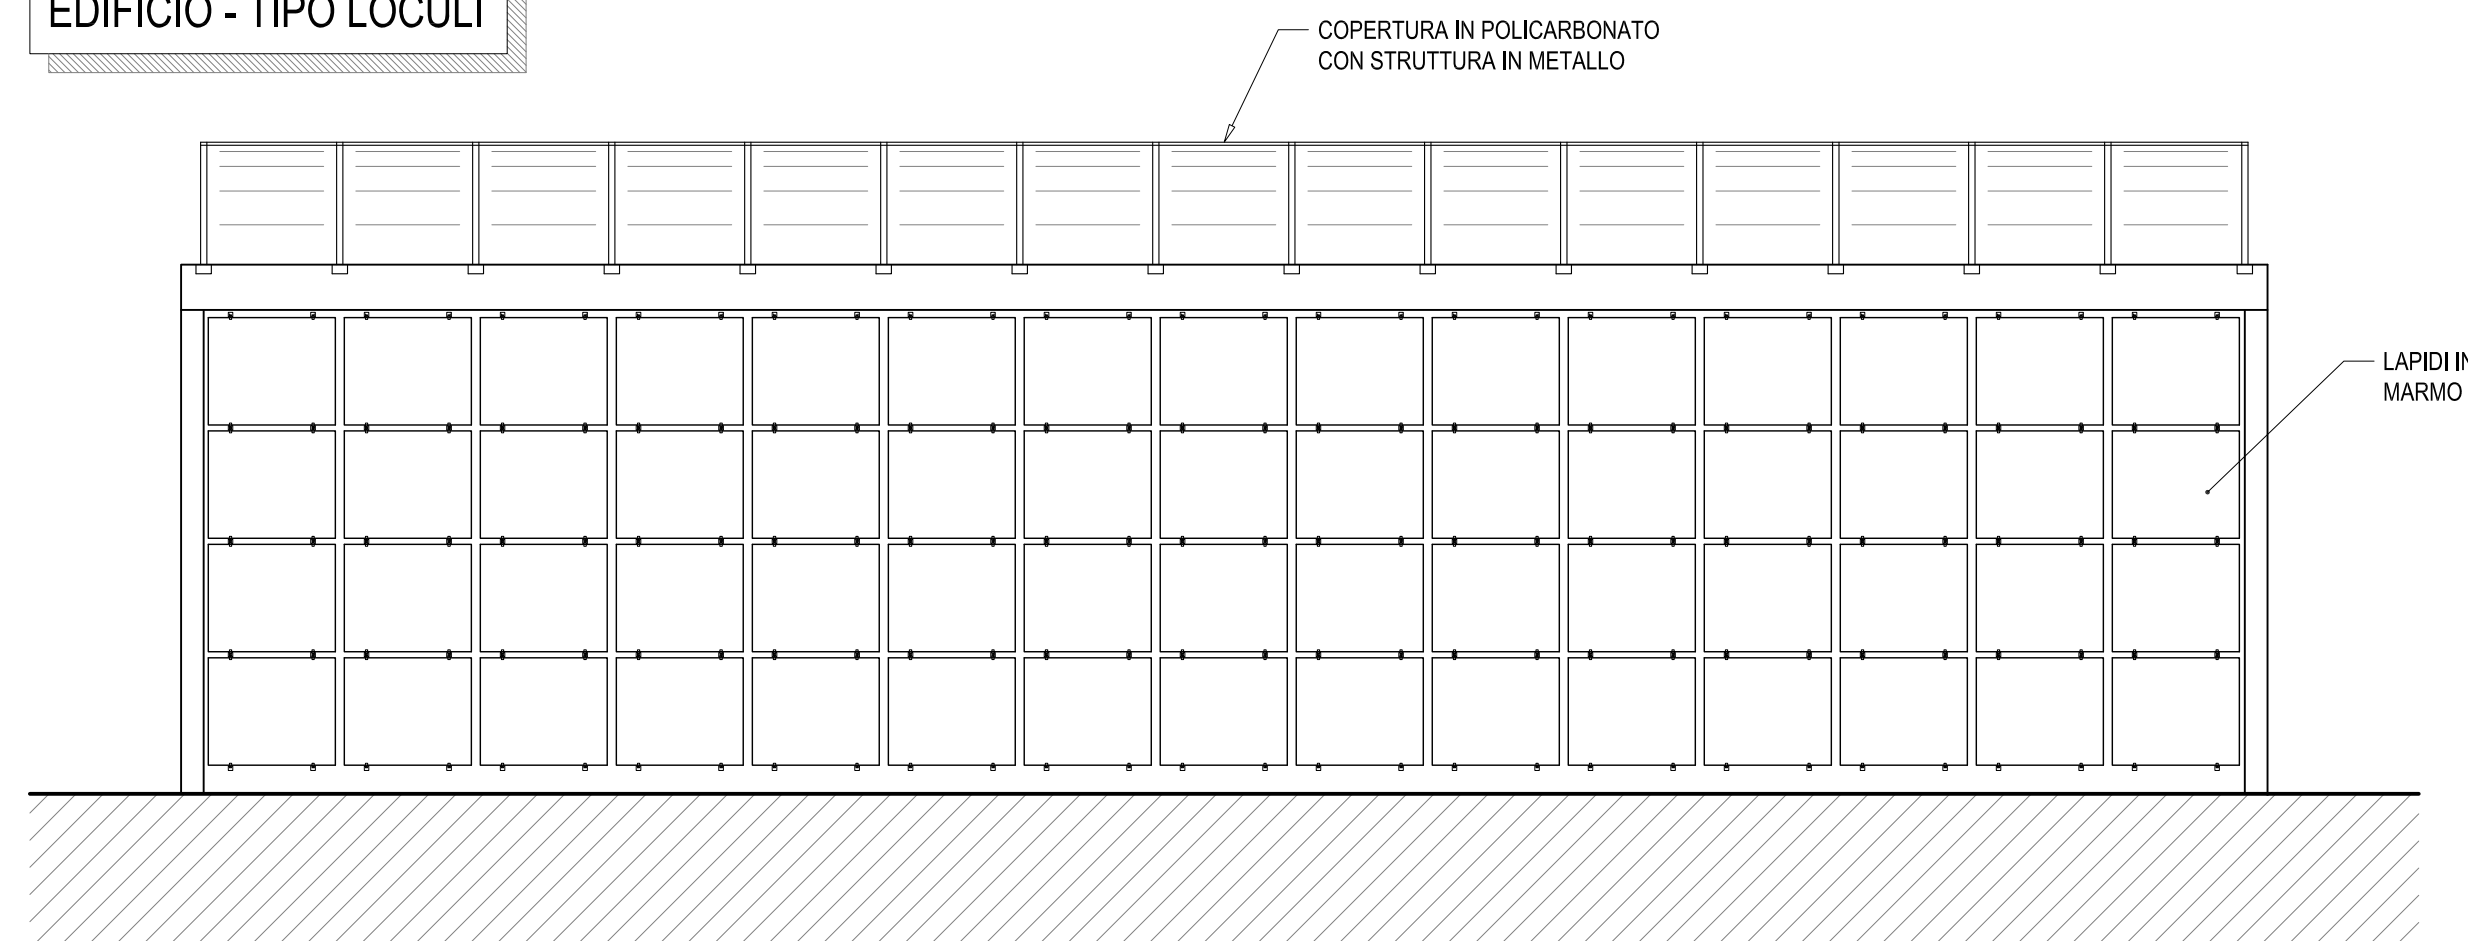 EDIFICIO - TIPO LOCULI
COPERTURA IN POLICARBONATO
CON STRUTTURA IN METALLO
LAPIDI IN
MARMO